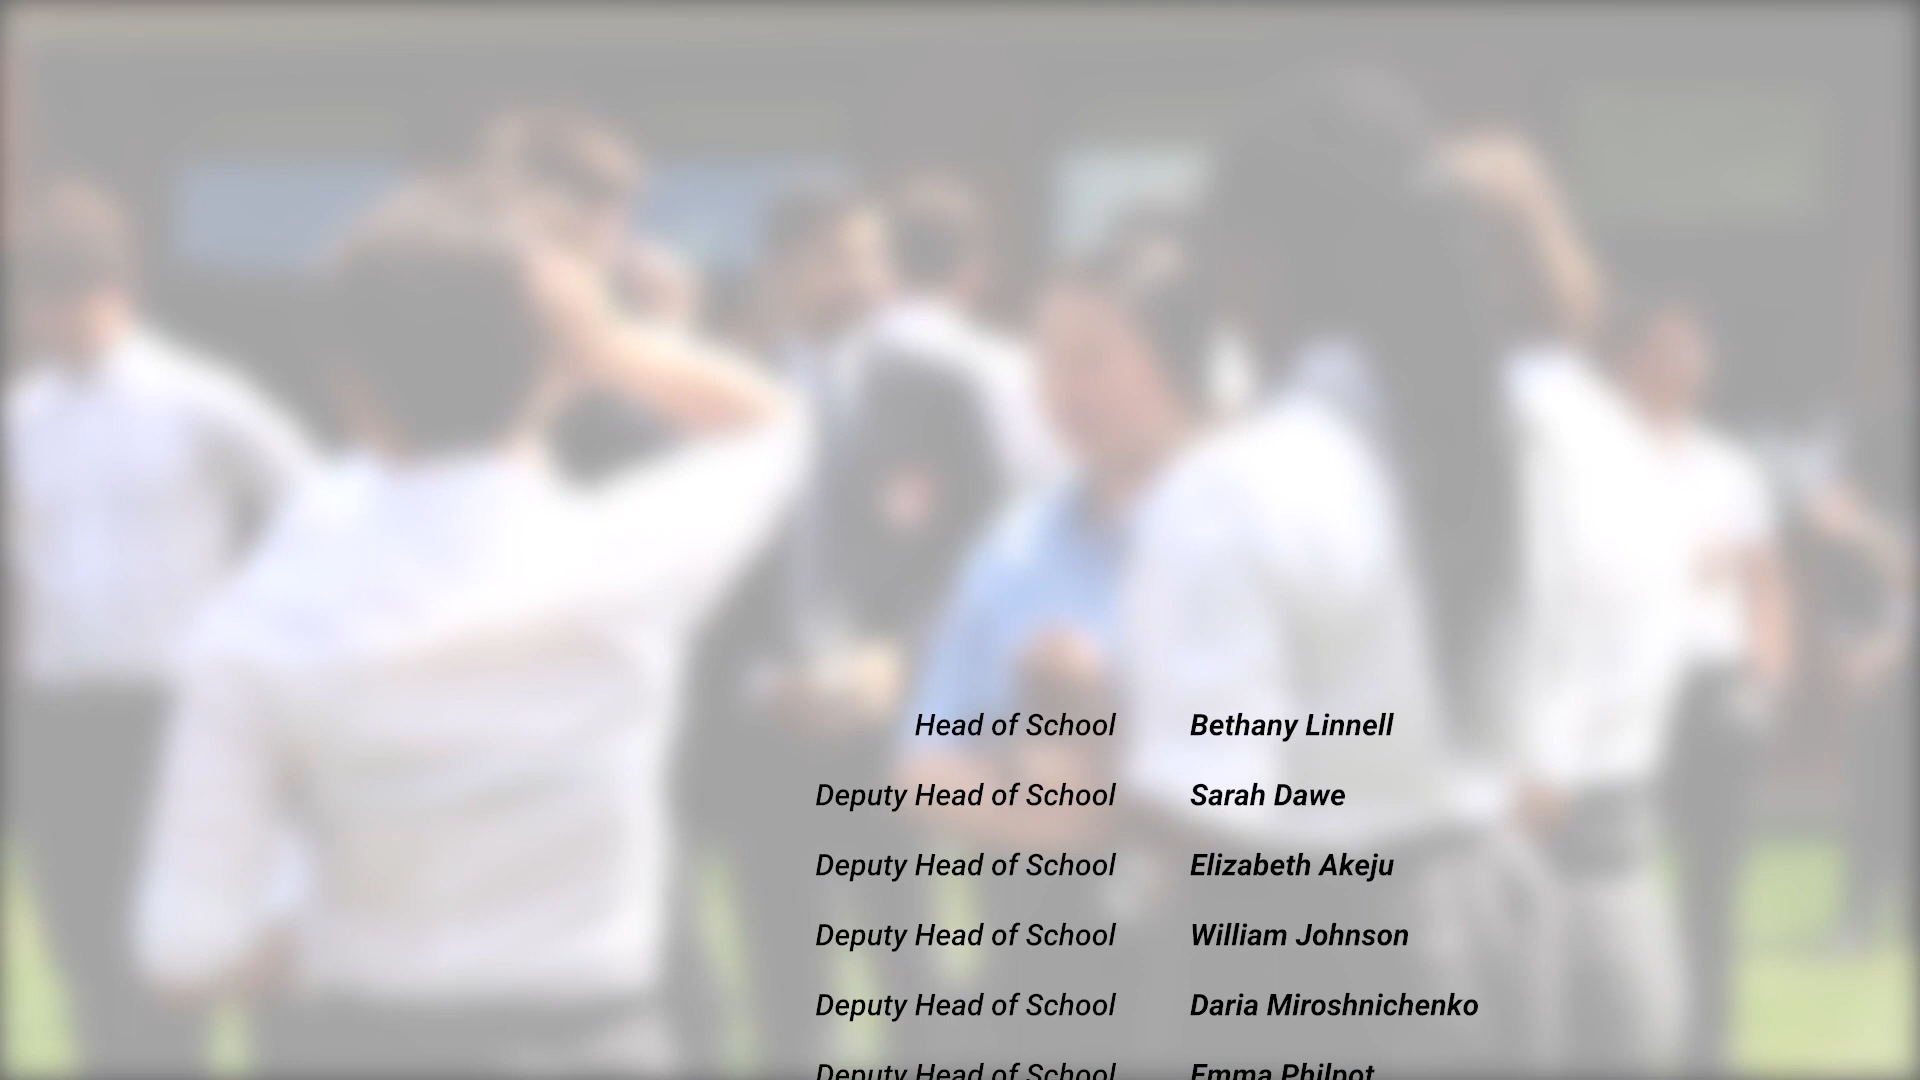 Head of School Bethany Linnell
Deputy Head of School Sarah Dawe
Deputy Head of School Elizabeth Akeju
Deputy Head of School William Johnson
Deputy Head of School Daria Miroshnichenko
Deputy Head of School Emma Philpot